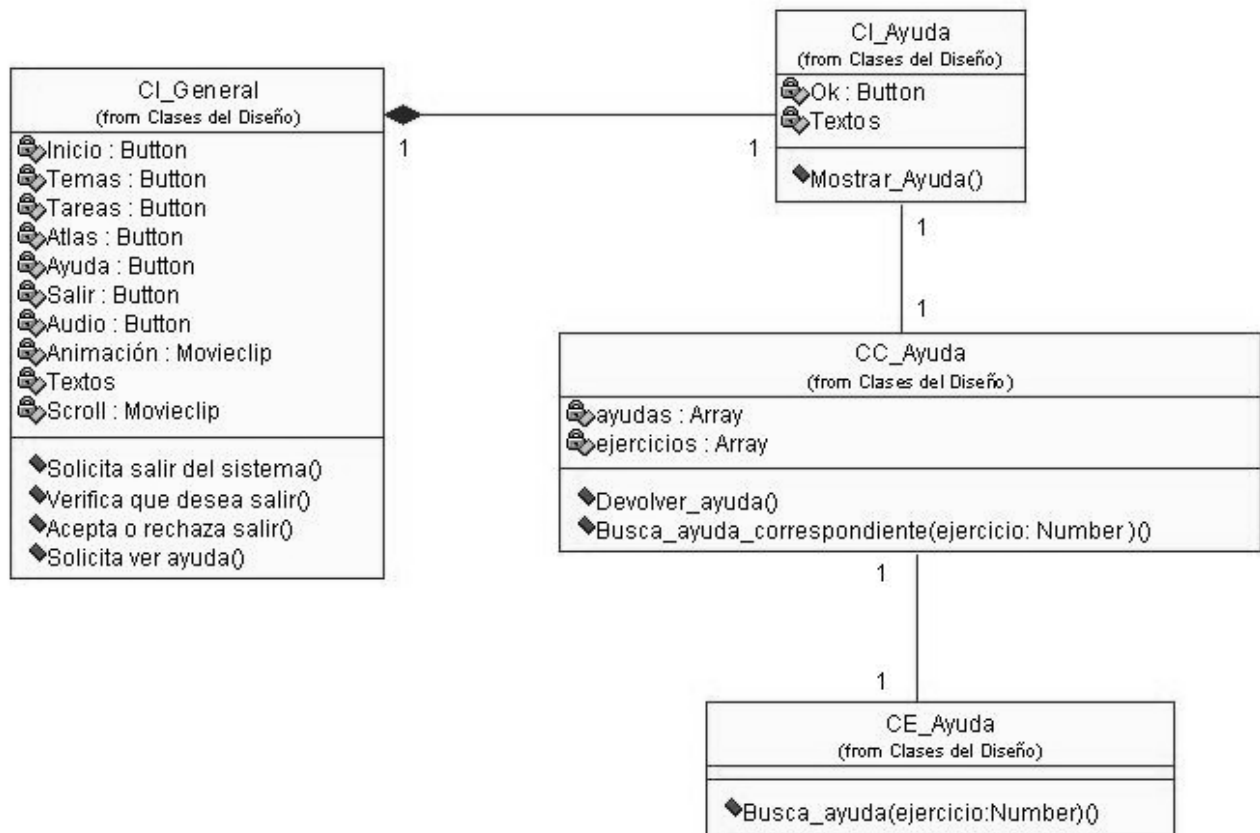 CI_General
(from Clases del Diseño)
Inicio : Button
Temas : Button
Tareas : Button
Atlas : Button
Ayuda : Button
Salir : Button
Audio : Button
Animación : Movieclip
Textos
Scroll : Movieclip
Solicita salir del sistema()
Verifica que desea salir()
Acepta o rechaza salir()
Solicita ver ayuda()
1
1
CI_Ayuda
(from Clases del Diseño)
Ok : Button
Textos
Mostrar_Ayuda()
1
1
CC_Ayuda
(from Clases del Diseño)
ayudas : Array
ejercicios : Array
Devolver_ayuda()
Busca_ayuda_correspondiente(ejercicio: Number )()
1
1
CE_Ayuda
(from Clases del Diseño)
Busca_ayuda(ejercicio:Number)()